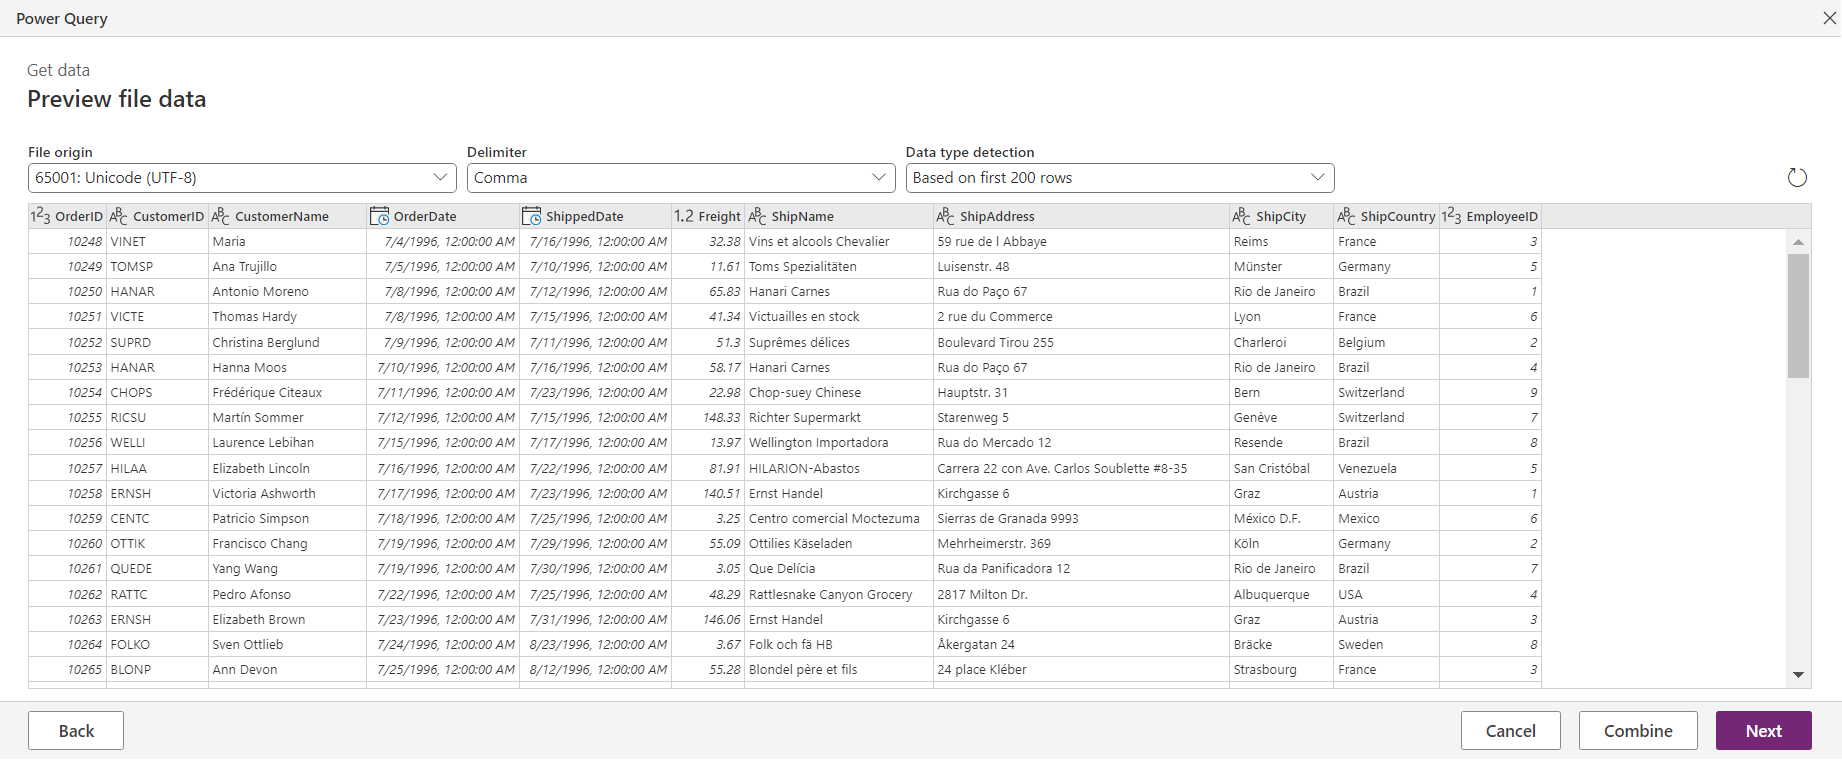 Power Query
Get data
Preview file data
File origin Delimiter Data type detection
65001: Unicode (UTF-8) Comma Based on first 200 rows
1 2 3 OrderID ABC CustomerID ABC CustomerName OrderDate ShippedDate 1.2 Freight ABC ShipName ABC ShipAddress ABC ShipCity ABC ShipCountry 1 2 3 EmployeeID
10248 VINET Maria 7/4/1996, 12:00:00 AM 7/16/1996, 12:00:00 AM 32.38 Vins et alcools Chevalier 59 rue de l Abbaye Reims France 3
10249 TOMSP Ana Trujillo 7/5/1996, 12:00:00 AM 7/10/1996, 12:00:00 AM 11.61 Toms Spezialitäten Luisenstr. 48 Münster Germany 5
10250 HANAR Antonio Moreno 7/8/1996, 12:00:00 AM 7/12/1996, 12:00:00 AM 65.83 Hanari Carnes Rua do Paço 67 Rio de Janeiro Brazil 1
10251 VICTE Thomas Hardy 7/8/1996, 12:00:00 AM 7/15/1996, 12:00:00 AM 41.34 Victuailles en stock 2 rue du Commerce Lyon France 6
10252 SUPRD Christina Berglund 7/9/1996, 12:00:00 AM 7/11/1996, 12:00:00 AM 51.3 Suprêmes délices Boulevard Tirou 255 Charleroi Belgium 2
10253 HANAR Hanna Moos 7/10/1996, 12:00:00 AM 7/16/1996, 12:00:00 AM 58.17 Hanari Carnes Rua do Paço 67 Rio de Janeiro Brazil 4
10254 CHOPS Frédérique Citeaux 7/11/1996, 12:00:00 AM 7/23/1996, 12:00:00 AM 22.98 Chop-suey Chinese Hauptstr. 31 Bern Switzerland 9
10255 RICSU Martín Sommer 7/12/1996, 12:00:00 AM 7/15/1996, 12:00:00 AM 148.33 Richter Supermarkt Starenweg 5 Genève Switzerland 7
10256 WELLI Laurence Lebihan 7/15/1996, 12:00:00 AM 7/17/1996, 12:00:00 AM 13.97 Wellington Importadora Rua do Mercado 12 Resende Brazil 8
10257 HILAA Elizabeth Lincoln 7/16/1996, 12:00:00 AM 7/22/1996, 12:00:00 AM 81.91 HILARION-Abastos Carrera 22 con Ave. Carlos Soublette #8-35 San Cristóbal Venezuela 5
10258 ERNSH Victoria Ashworth 7/17/1996, 12:00:00 AM 7/23/1996, 12:00:00 AM 140.51 Ernst Handel Kirchgasse 6 Graz Austria 1
10259 CENTC Patricio Simpson 7/18/1996, 12:00:00 AM 7/25/1996, 12:00:00 AM 3.25 Centro comercial Moctezuma Sierras de Granada 9993 México D.F. Mexico 6
10260 OTTIK Francisco Chang 7/19/1996, 12:00:00 AM 7/29/1996, 12:00:00 AM 55.09 Ottilies Käseladen Mehrheimerstr. 369 Köln Germany 2
10261 QUEDE Yang Wang 7/19/1996, 12:00:00 AM 7/30/1996, 12:00:00 AM 3.05 Que Delícia Rua da Panificadora 12 Rio de Janeiro Brazil 7
10262 RATTC Pedro Afonso 7/22/1996, 12:00:00 AM 7/25/1996, 12:00:00 AM 48.29 Rattlesnake Canyon Grocery 2817 Milton Dr. Albuquerque USA 4
10263 ERNSH Elizabeth Brown 7/23/1996, 12:00:00 AM 7/31/1996, 12:00:00 AM 146.06 Ernst Handel Kirchgasse 6 Graz Austria 3
10264 FOLKO Sven Ottlieb 7/24/1996, 12:00:00 AM 8/23/1996, 12:00:00 AM 3.67 Folk och fä HB Åkergatan 24 Bräcke Sweden 8
10265 BLONP Ann Devon 7/25/1996, 12:00:00 AM 8/12/1996, 12:00:00 AM 55.28 Blondel père et fils 24 place Kléber Strasbourg France 3
Back Cancel Combine Next